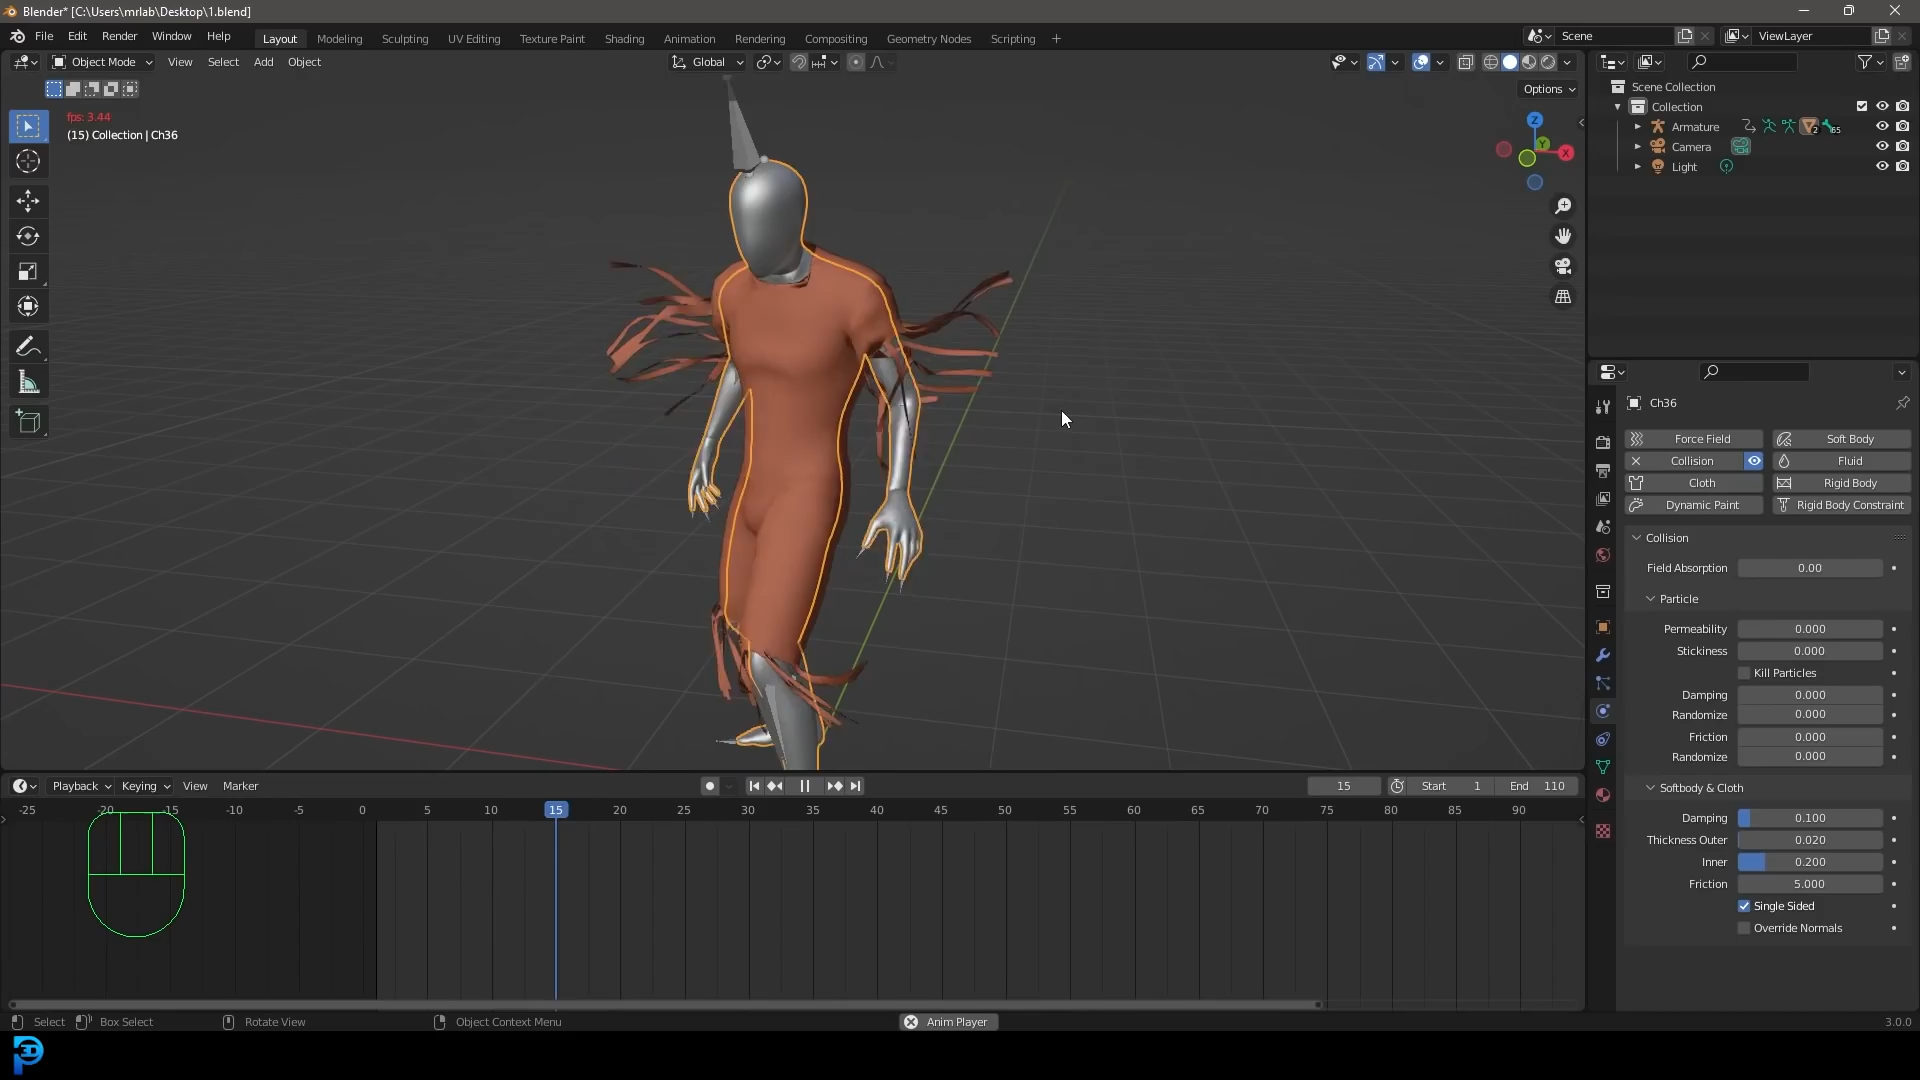 Blender* [C:\Users\mrlab\Desktop\1.blend]
File Edit Render Window Help
Layout Modeling Sculpting UV Editing Texture Paint Shading Animation Rendering Compositing Geometry Nodes Scripting +
Scene
ViewLayer
Object Mode View Select Add Object
Global
Options
fps: 3.44
(15) Collection | Ch36
Z
Y
X
Scene Collection
Collection
Armature 2 65
Camera
Light
Ch36
Force Field Soft Body
Collision Fluid
Cloth Rigid Body
Dynamic Paint Rigid Body Constraint
Collision
Field Absorption 0.00
Particle
Permeability 0.000
Stickiness 0.000
Kill Particles
Damping 0.000
Randomize 0.000
Friction 0.000
Randomize 0.000
Softbody & Cloth
Damping 0.100
Thickness Outer 0.020
Inner 0.200
Friction 5.000
Single Sided
Override Normals
Playback Keying View Marker
15 Start 1 End 110
-25 -20 -15 -10 -5 0 5 10 15 20 25 30 35 40 45 50 55 60 65 70 75 80 85 90
Select Box Select Rotate View Object Context Menu Anim Player 3.0.0
3D